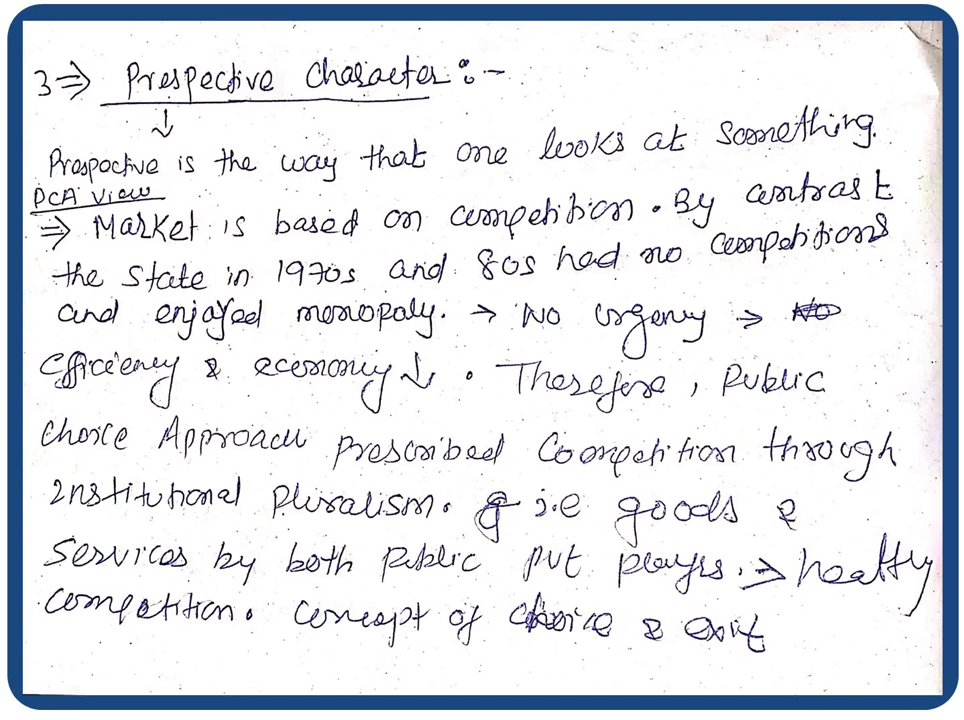 3⇒ Prespective Character:-
↓
Prespective is the way that one looks at something.
PCA View
⇒ Market is based on competition. By contrast
the state in 1970s and 80s had no competitions
and enjoyed monopoly. → No urgency → No
Efficiency & economy ↓. Therefore, Public
Choice Approach prescribed Competition through
Institutional Pluralism. i.e goods &
Services by both Public Pvt players. ⇒ healthy
competition. concept of choice & exit